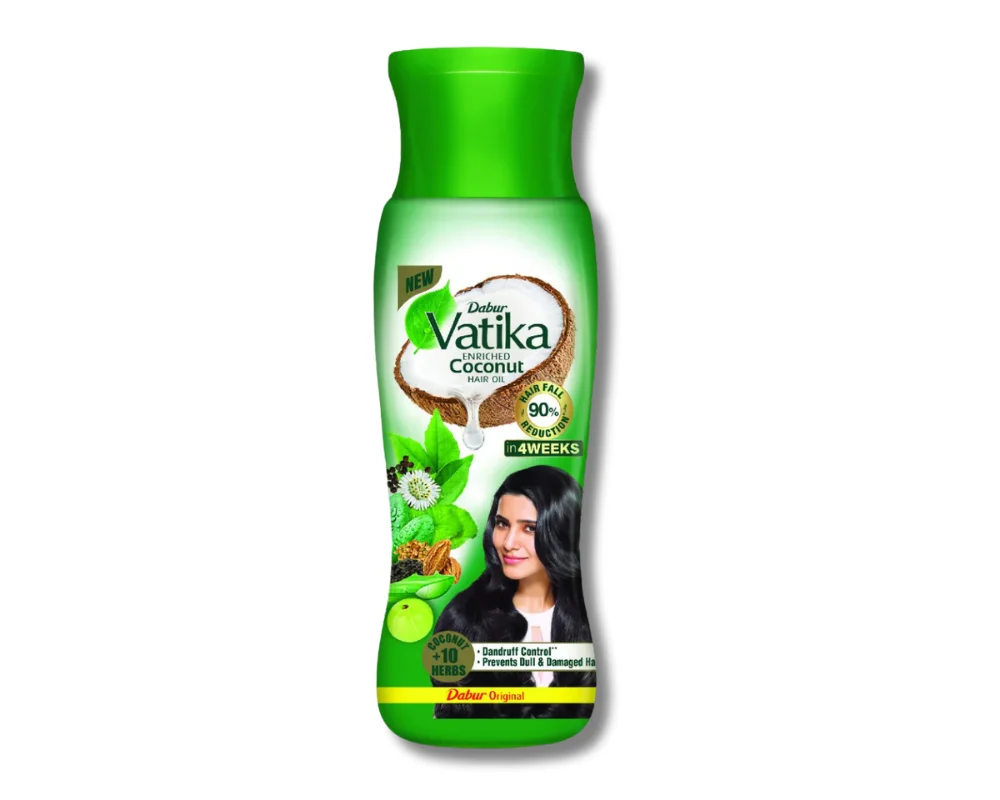 NEW
Dabur
Vatika
ENRICHED
Coconut
HAIR OIL
HAIR FALL
90%
REDUCTION*
in 4WEEKS
COCONUT
+10
HERBS
• Dandruff Control**
• Prevents Dull & Damaged Ha
Dabur Original